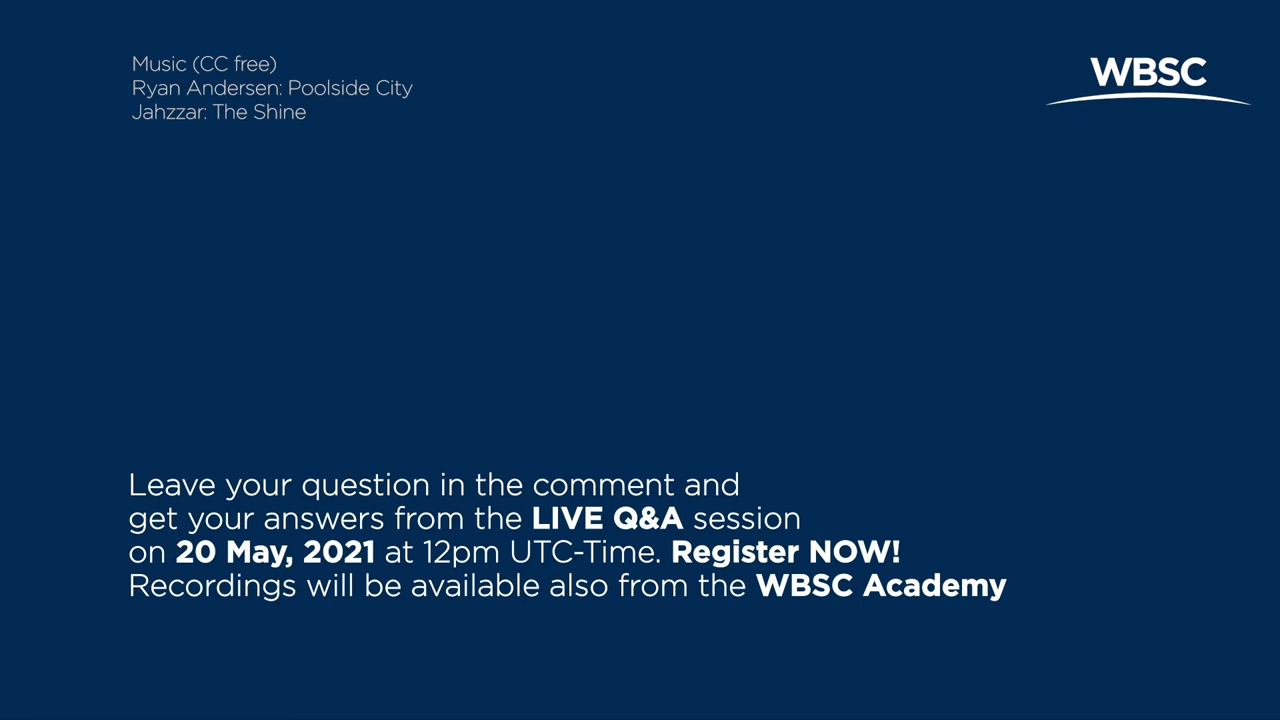 Music (CC free)
Ryan Andersen: Poolside City
Jahzzar: The Shine
WBSC
Leave your question in the comment and
get your answers from the LIVE Q&A session
on 20 May, 2021 at 12pm UTC-Time. Register NOW!
Recordings will be available also from the WBSC Academy